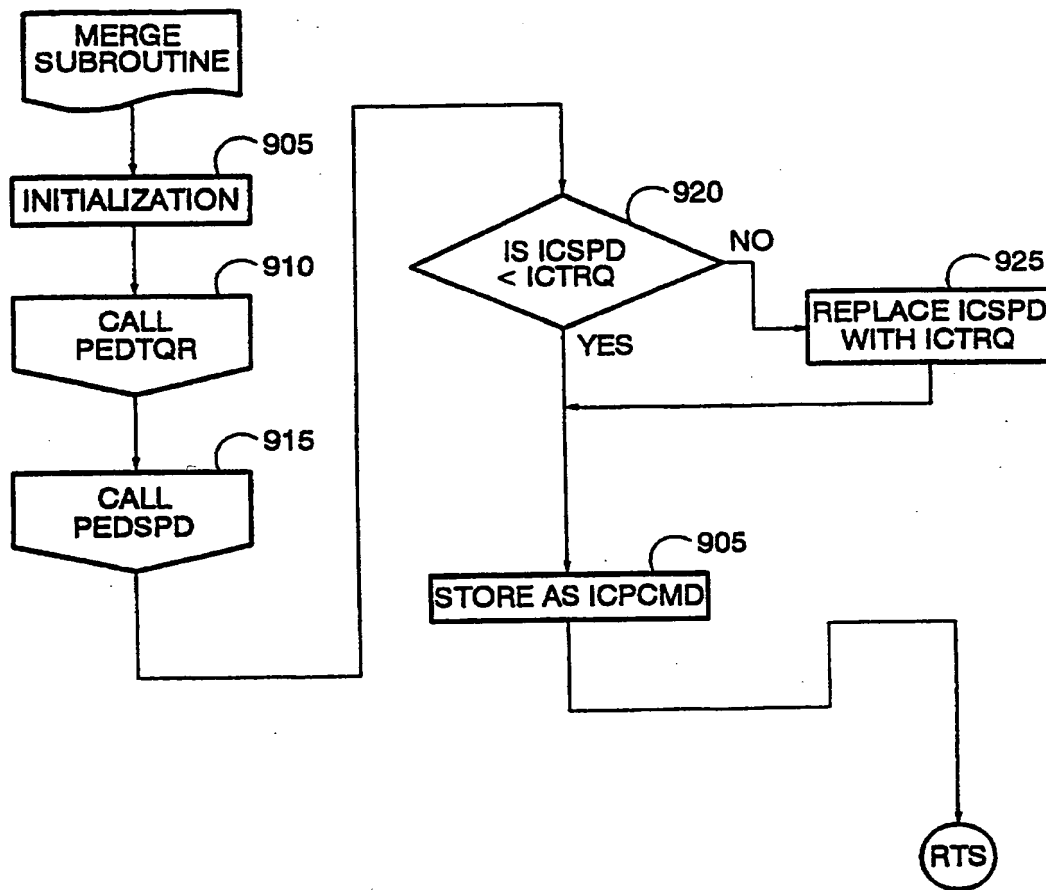 MERGE
SUBROUTINE
905
INITIALIZATION
910
CALL
PEDTQR
915
CALL
PEDSPD
920
IS ICSPD
< ICTRQ
NO
YES
925
REPLACE ICSPD
WITH ICTRQ
905
STORE AS ICPCMD
RTS